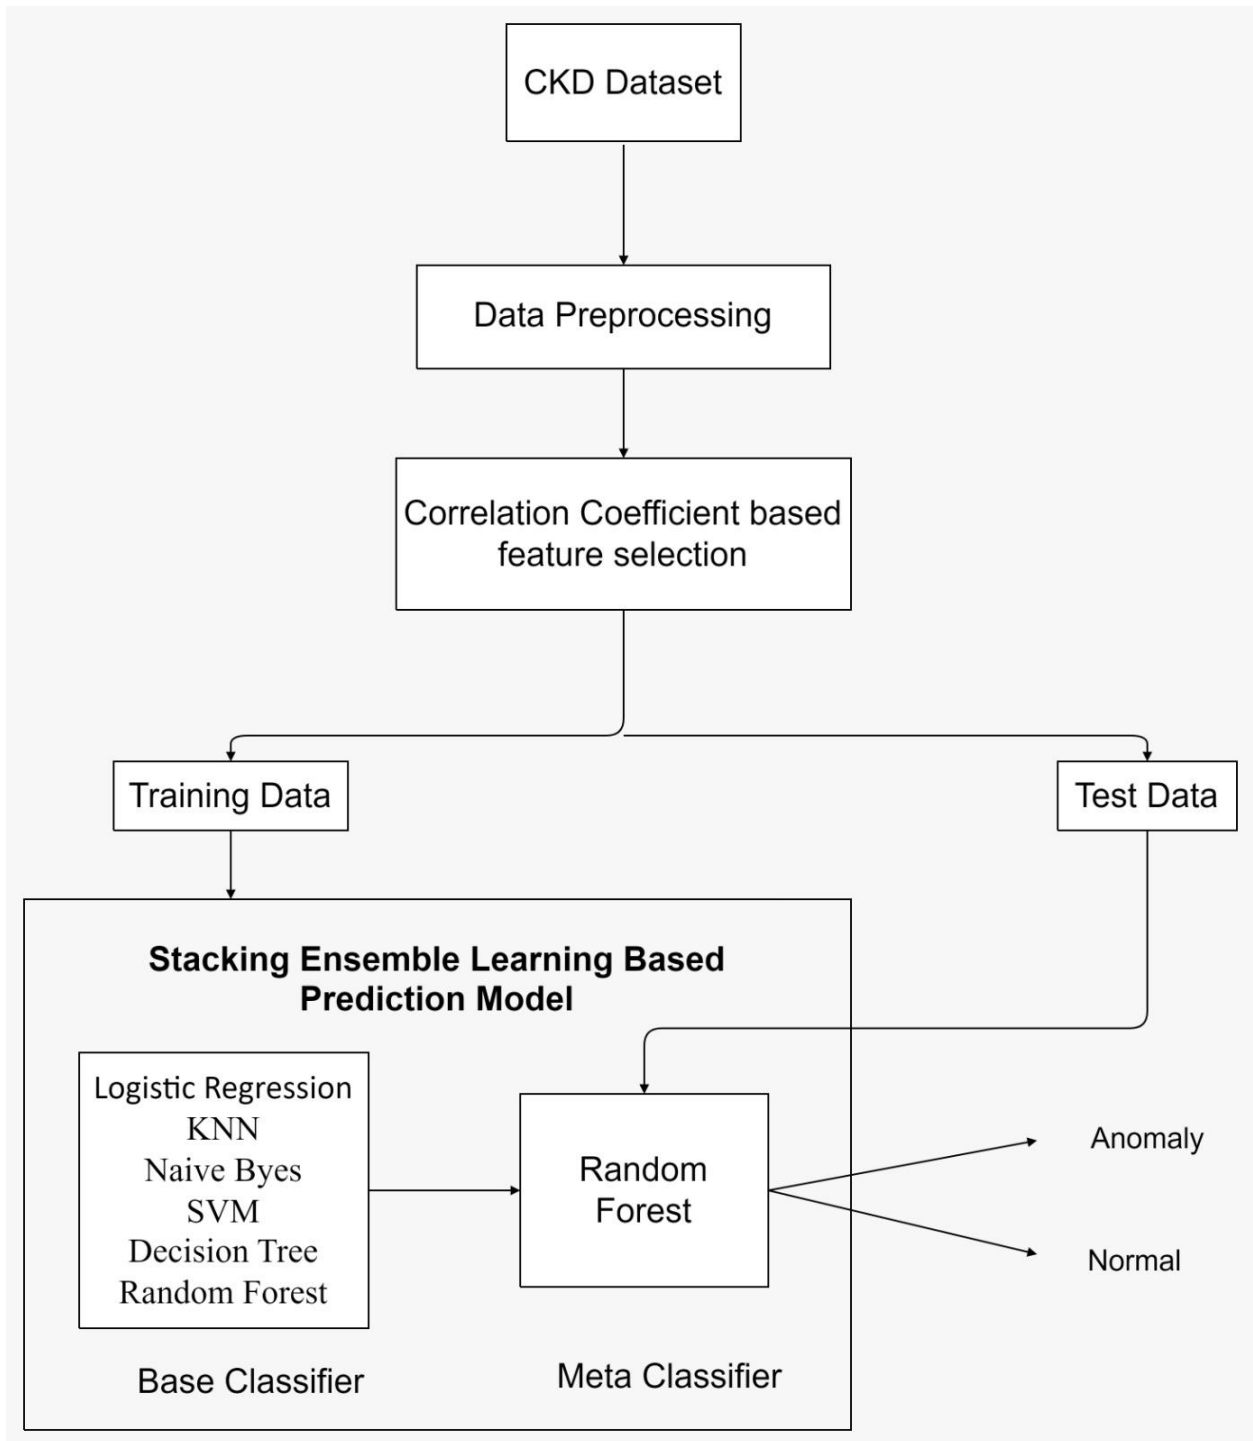 CKD Dataset
Data Preprocessing
Correlation Coefficient based
feature selection
Training Data
Test Data
Stacking Ensemble Learning Based
Prediction Model
Logistic Regression
KNN
Naive Byes
SVM
Decision Tree
Random Forest
Base Classifier
Random
Forest
Meta Classifier
Anomaly
Normal